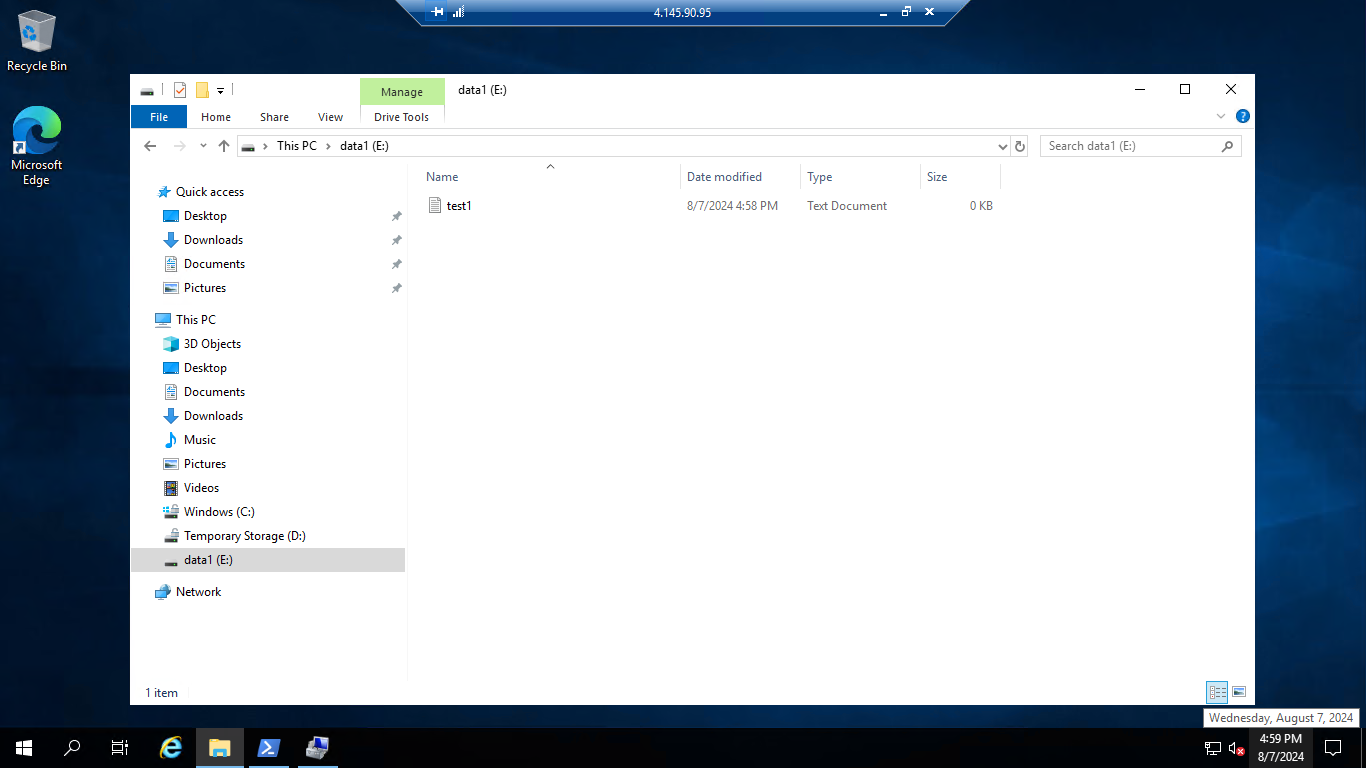 4.145.90.95
Recycle Bin
Microsoft
Edge
Manage
data1 (E:)
File
Home
Share
View
Drive Tools
This PC
data1 (E:)
Search data1 (E:)
Name
Date modified
Type
Size
test1
8/7/2024 4:58 PM
Text Document
0 KB
Quick access
Desktop
Downloads
Documents
Pictures
This PC
3D Objects
Desktop
Documents
Downloads
Music
Pictures
Videos
Windows (C:)
Temporary Storage (D:)
data1 (E:)
Network
1 item
Wednesday, August 7, 2024
4:59 PM
8/7/2024